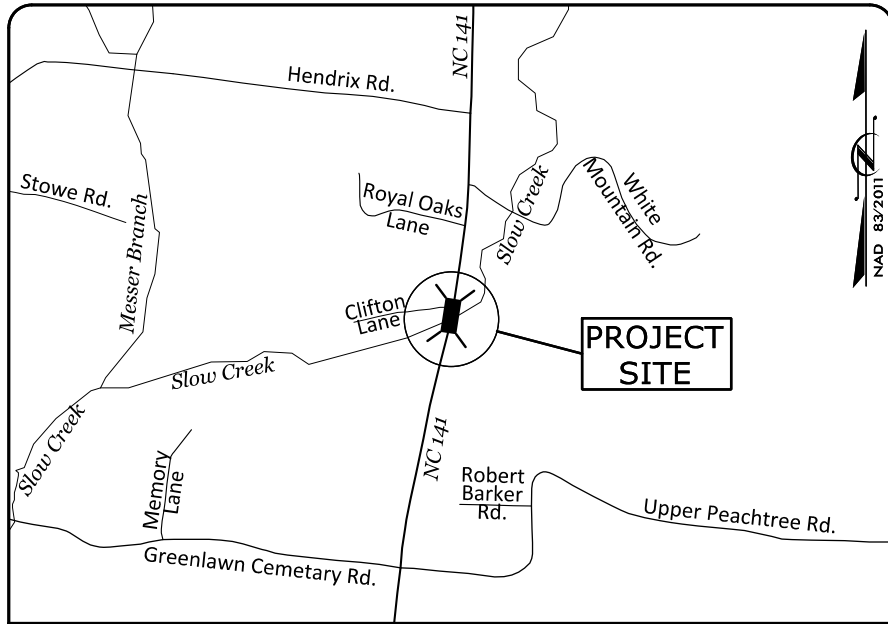 NC 141
Hendrix Rd.
Stowe Rd.
Royal Oaks
Lane
Slow Creek
White
Mountain Rd.
NAD 83/2011
N
Messer Branch
Clifton
Lane
PROJECT
SITE
Slow Creek
Slow Creek
NC 141
Memory
Lane
Robert
Barker
Rd.
Upper Peachtree Rd.
Greenlawn Cemetary Rd.